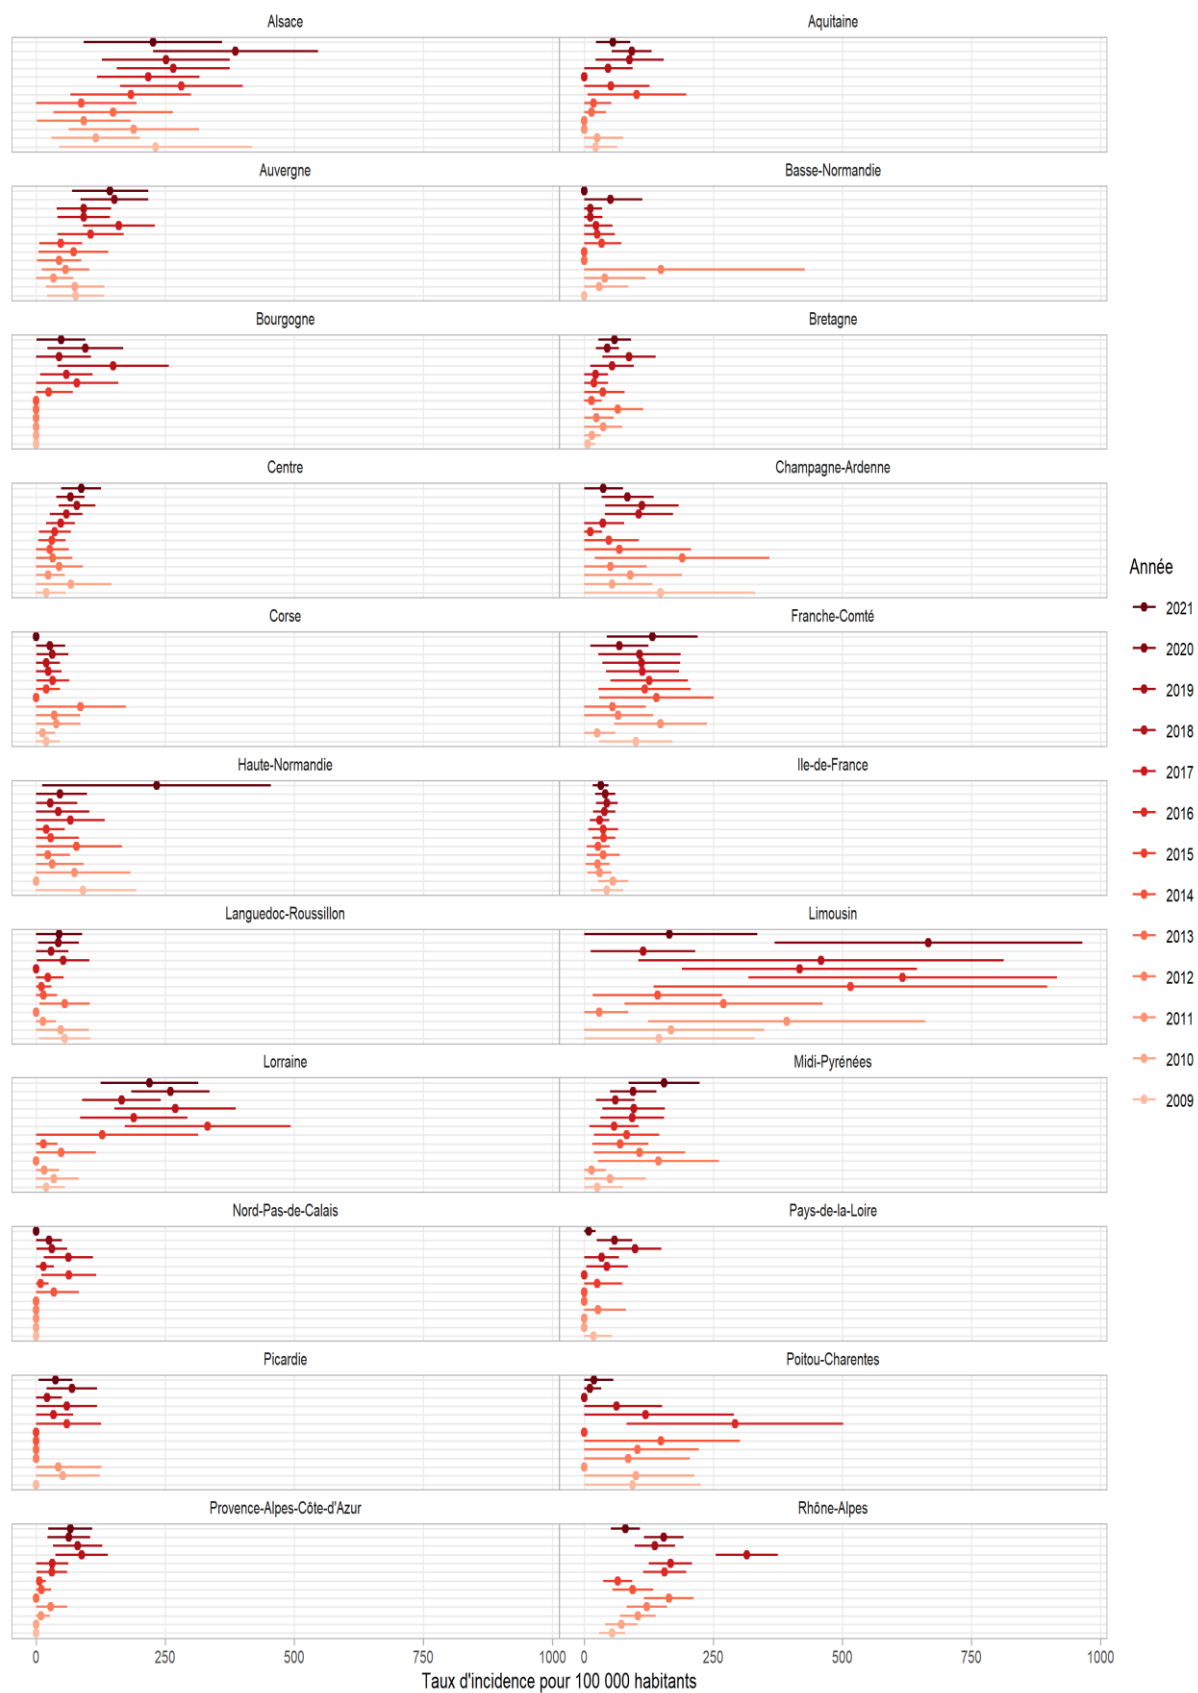 Alsace
Aquitaine
Auvergne
Basse-Normandie
Bourgogne
Bretagne
Centre
Champagne-Ardenne
Corse
Franche-Comté
Haute-Normandie
Ile-de-France
Languedoc-Roussillon
Limousin
Lorraine
Midi-Pyrénées
Nord-Pas-de-Calais
Pays-de-la-Loire
Picardie
Poitou-Charentes
Provence-Alpes-Côte-d'Azur
Rhône-Alpes
0 250 500 750 1000 0 250 500 750 1000
Taux d'incidence pour 100 000 habitants
Année
2021
2020
2019
2018
2017
2016
2015
2014
2013
2012
2011
2010
2009